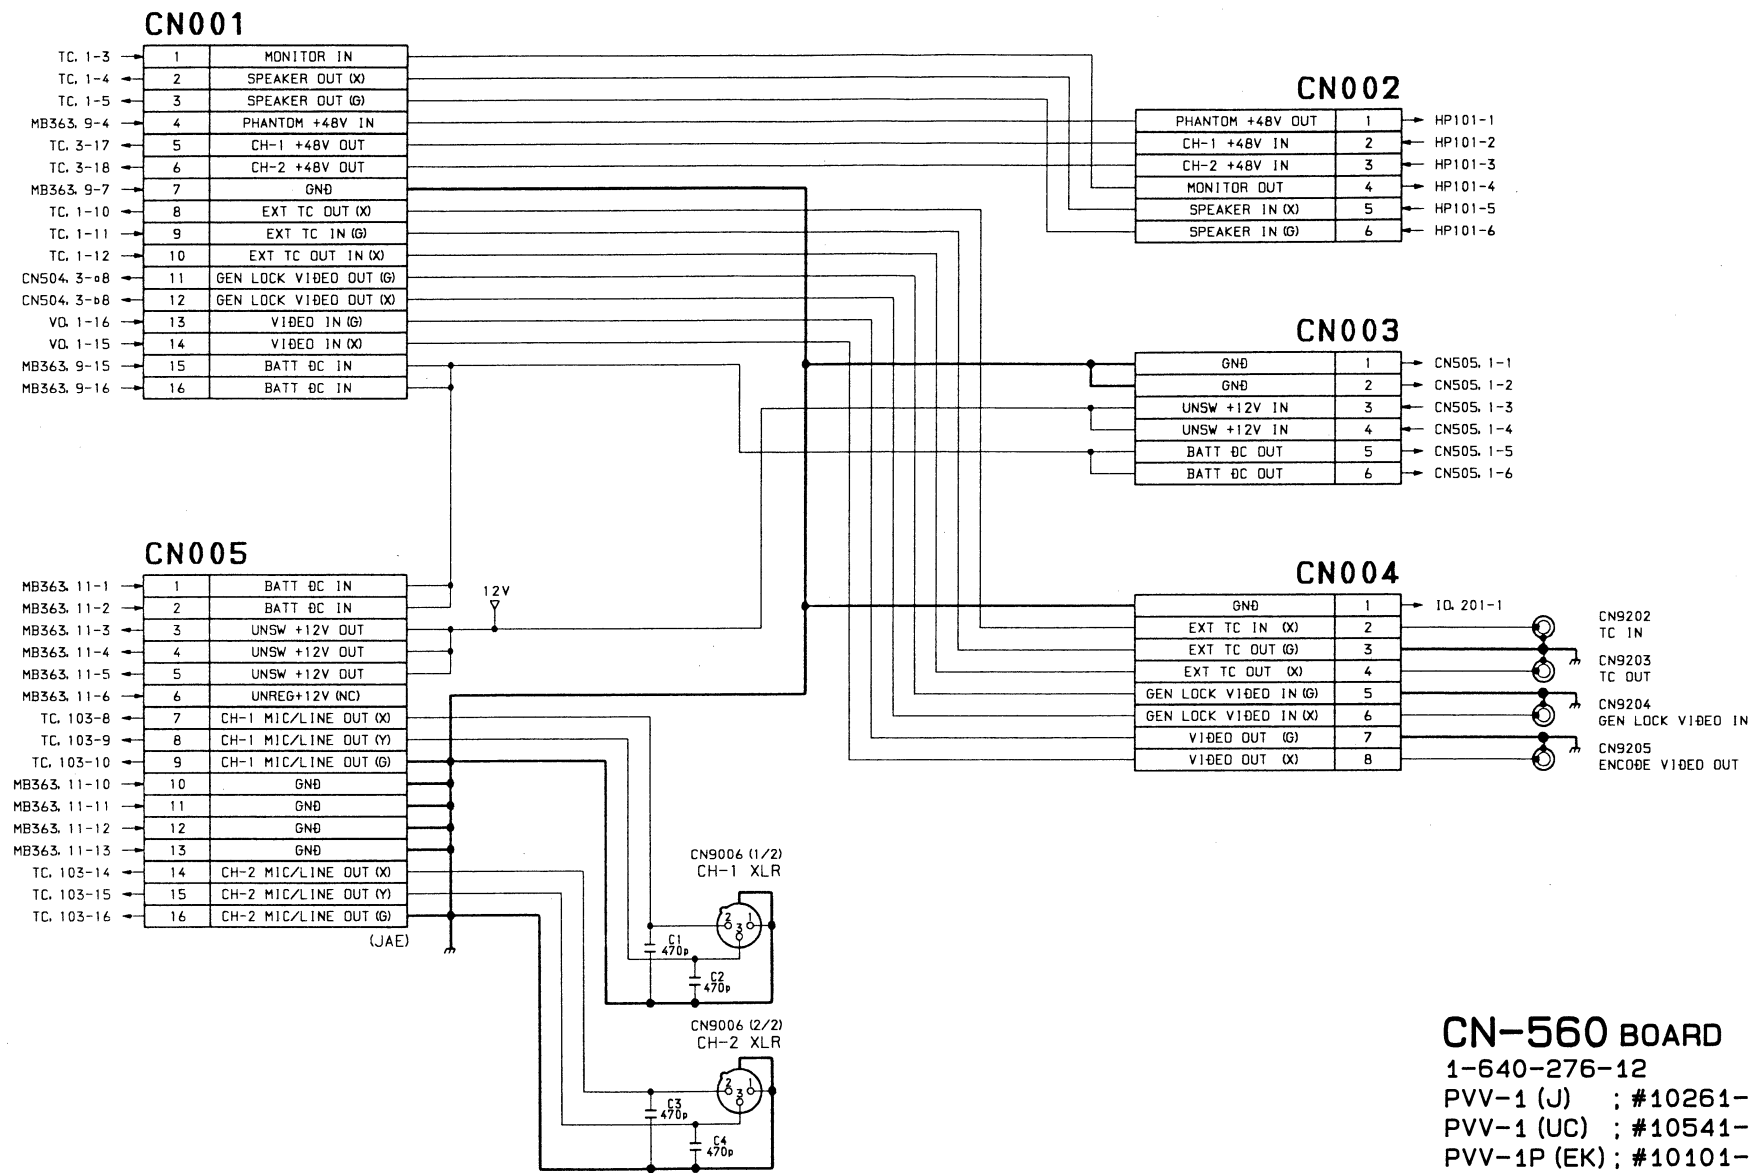 CN001
TC. 1-3 1 MONITOR IN
TC. 1-4 2 SPEAKER OUT (X)
TC. 1-5 3 SPEAKER OUT (G)
MB363. 9-4 4 PHANTOM +48V IN
TC. 3-17 5 CH-1 +48V OUT
TC. 3-18 6 CH-2 +48V OUT
MB363. 9-7 7 GND
TC. 1-10 8 EXT TC OUT (X)
TC. 1-11 9 EXT TC IN (G)
TC. 1-12 10 EXT TC OUT IN (X)
CN504. 3-a8 11 GEN LOCK VIDEO OUT (G)
CN504. 3-b8 12 GEN LOCK VIDEO OUT (X)
VO. 1-16 13 VIDEO IN (G)
VO. 1-15 14 VIDEO IN (X)
MB363. 9-15 15 BATT DC IN
MB363. 9-16 16 BATT DC IN
CN002
PHANTOM +48V OUT 1 HP101-1
CH-1 +48V IN 2 HP101-2
CH-2 +48V IN 3 HP101-3
MONITOR OUT 4 HP101-4
SPEAKER IN (X) 5 HP101-5
SPEAKER IN (G) 6 HP101-6
CN003
GND 1 CN505. 1-1
GND 2 CN505. 1-2
UNSW +12V IN 3 CN505. 1-3
UNSW +12V IN 4 CN505. 1-4
BATT DC OUT 5 CN505. 1-5
BATT DC OUT 6 CN505. 1-6
CN005
MB363. 11-1 1 BATT DC IN
MB363. 11-2 2 BATT DC IN
MB363. 11-3 3 UNSW +12V OUT
MB363. 11-4 4 UNSW +12V OUT
MB363. 11-5 5 UNSW +12V OUT
MB363. 11-6 6 UNREG+12V (NC)
TC. 103-8 7 CH-1 MIC/LINE OUT (X)
TC. 103-9 8 CH-1 MIC/LINE OUT (Y)
TC. 103-10 9 CH-1 MIC/LINE OUT (G)
MB363. 11-10 10 GND
MB363. 11-11 11 GND
MB363. 11-12 12 GND
MB363. 11-13 13 GND
TC. 103-14 14 CH-2 MIC/LINE OUT (X)
TC. 103-15 15 CH-2 MIC/LINE OUT (Y)
TC. 103-16 16 CH-2 MIC/LINE OUT (G)
(JAE)
12V
CN004
GND 1 IO. 201-1
EXT TC IN (X) 2
EXT TC OUT (G) 3
EXT TC OUT (X) 4
GEN LOCK VIDEO IN (G) 5
GEN LOCK VIDEO IN (X) 6
VIDEO OUT (G) 7
VIDEO OUT (X) 8
CN9202
TC IN
CN9203
TC OUT
CN9204
GEN LOCK VIDEO IN
CN9205
ENCODE VIDEO OUT
CN9006 (1/2)
CH-1 XLR
2 3 1
C1
470p
C2
470p
CN9006 (2/2)
CH-2 XLR
2 3 1
C3
470p
C4
470p
CN-560 BOARD
1-640-276-12
PVV-1 (J) ; #10261-
PVV-1 (UC) ; #10541-
PVV-1P (EK) ; #10101-